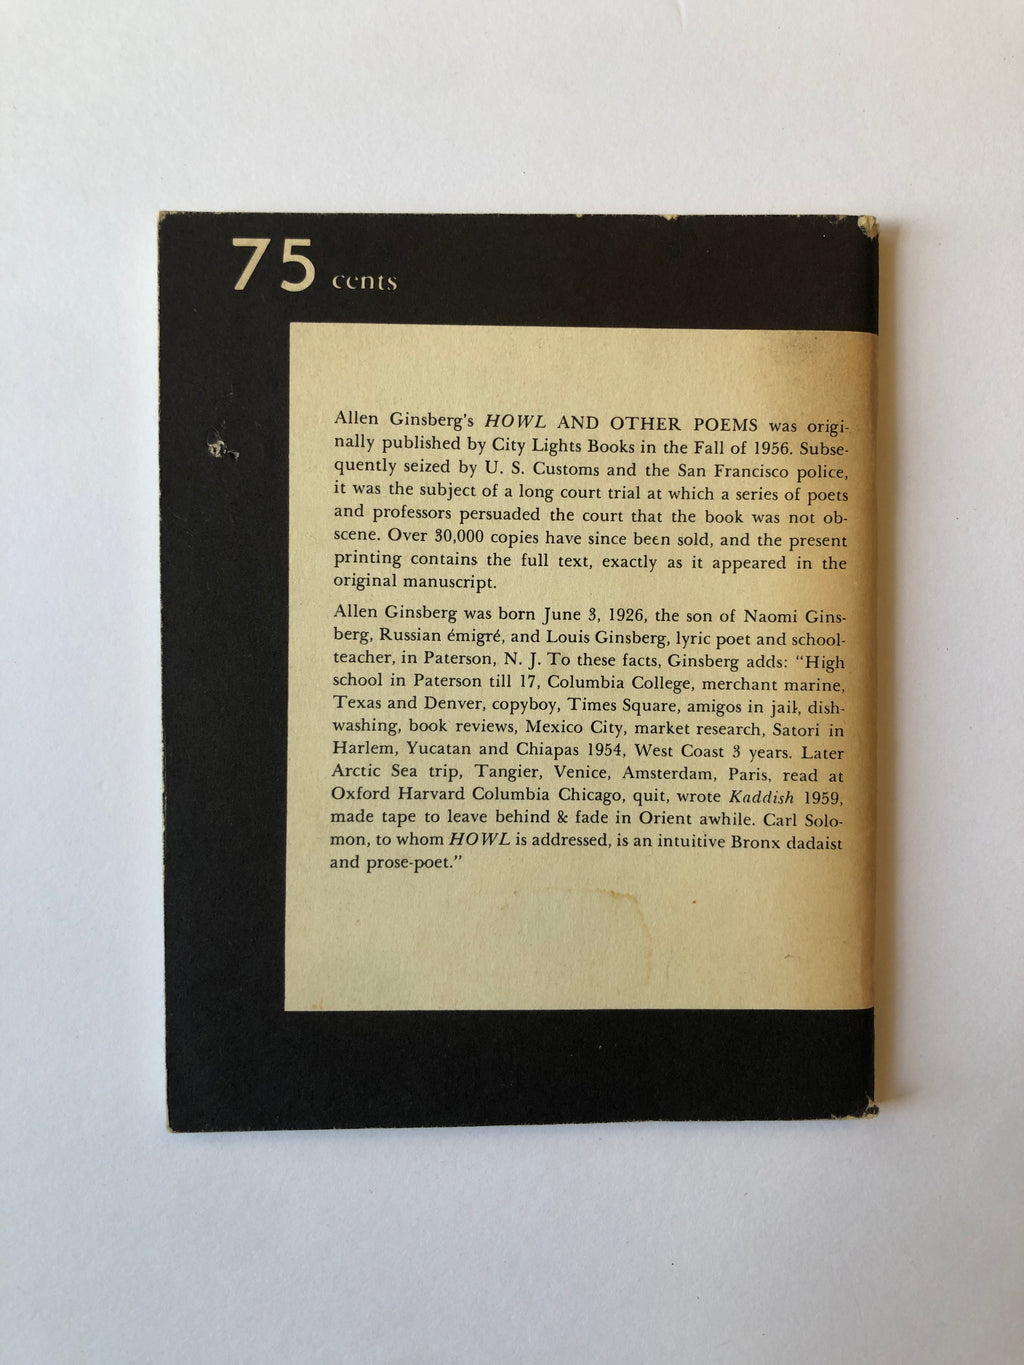 75 cents
Allen Ginsberg's HOWL AND OTHER POEMS was origi-
nally published by City Lights Books in the Fall of 1956. Subse-
quently seized by U. S. Customs and the San Francisco police,
it was the subject of a long court trial at which a series of poets
and professors persuaded the court that the book was not ob-
scene. Over 30,000 copies have since been sold, and the present
printing contains the full text, exactly as it appeared in the
original manuscript.
Allen Ginsberg was born June 3, 1926, the son of Naomi Gins-
berg, Russian émigré, and Louis Ginsberg, lyric poet and school-
teacher, in Paterson, N. J. To these facts, Ginsberg adds: "High
school in Paterson till 17, Columbia College, merchant marine,
Texas and Denver, copyboy, Times Square, amigos in jail, dish-
washing, book reviews, Mexico City, market research, Satori in
Harlem, Yucatan and Chiapas 1954, West Coast 3 years. Later
Arctic Sea trip, Tangier, Venice, Amsterdam, Paris, read at
Oxford Harvard Columbia Chicago, quit, wrote Kaddish 1959,
made tape to leave behind & fade in Orient awhile. Carl Solo-
mon, to whom HOWL is addressed, is an intuitive Bronx dadaist
and prose-poet."